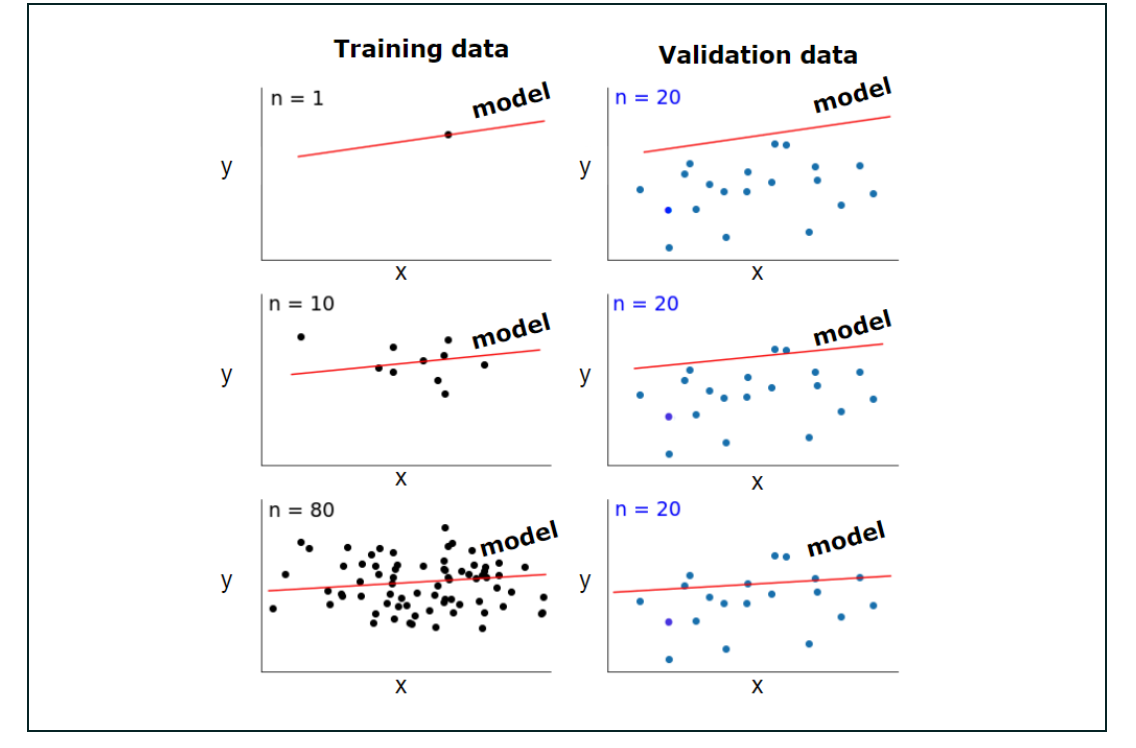 Training data
Validation data
n = 1
model
y
x
n = 20
model
y
x
n = 10
model
y
x
n = 20
model
y
x
n = 80
model
y
x
n = 20
model
y
x